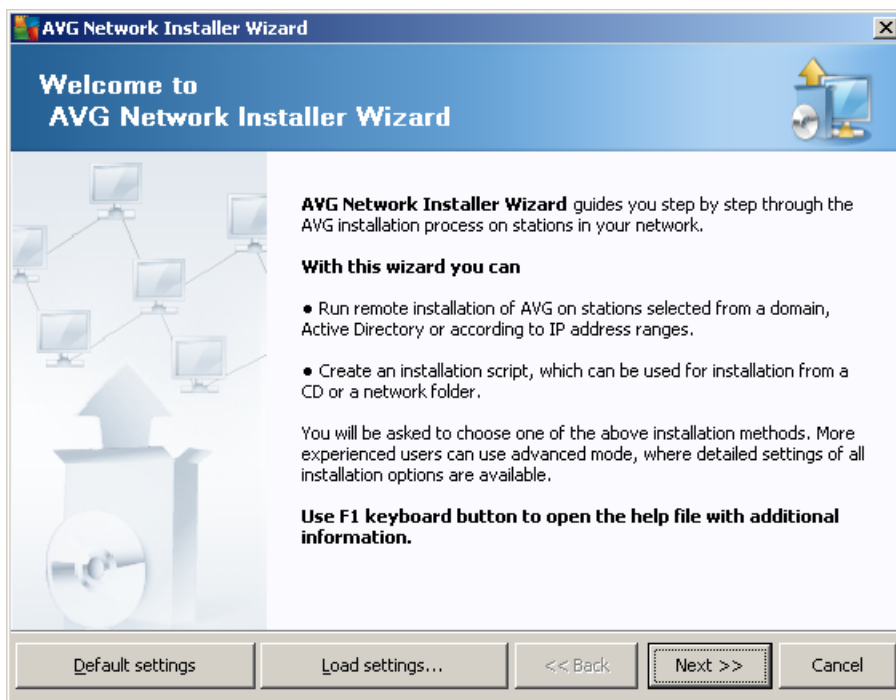 AVG Network Installer Wizard
Welcome to
AVG Network Installer Wizard
AVG Network Installer Wizard guides you step by step through the
AVG installation process on stations in your network.
With this wizard you can
● Run remote installation of AVG on stations selected from a domain,
Active Directory or according to IP address ranges.
● Create an installation script, which can be used for installation from a
CD or a network folder.
You will be asked to choose one of the above installation methods. More
experienced users can use advanced mode, where detailed settings of all
installation options are available.
Use F1 keyboard button to open the help file with additional
information.
Default settings
Load settings...
<< Back
Next >>
Cancel